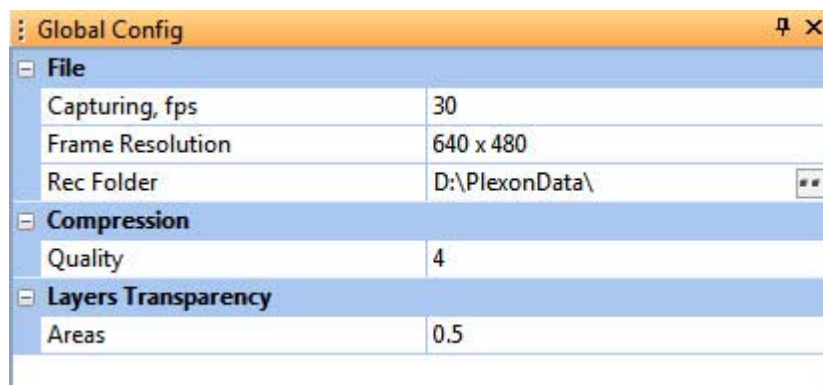 Global Config
File
Capturing, fps 30
Frame Resolution 640 x 480
Rec Folder D:\PlexonData\
Compression
Quality 4
Layers Transparency
Areas 0.5